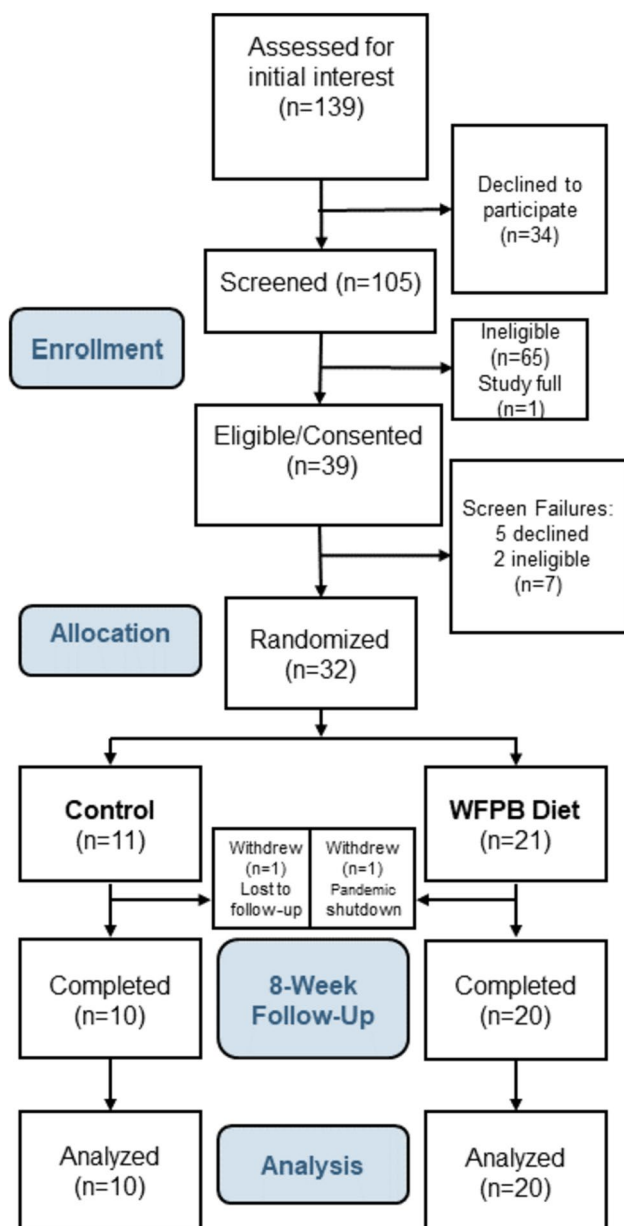 Assessed for
initial interest
(n=139)
Declined to
participate
(n=34)
Screened (n=105)
Enrollment
Ineligible
(n=65)
Study full
(n=1)
Eligible/Consented
(n=39)
Screen Failures:
5 declined
2 ineligible
(n=7)
Allocation
Randomized
(n=32)
Control
(n=11)
WFPB Diet
(n=21)
Withdrew
(n=1)
Lost to
follow-up
Withdrew
(n=1)
Pandemic
shutdown
Completed
(n=10)
8-Week
Follow-Up
Completed
(n=20)
Analyzed
(n=10)
Analysis
Analyzed
(n=20)